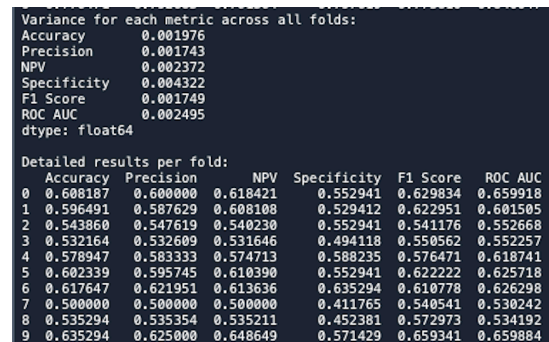 Variance for each metric across all folds:
Accuracy 0.001976
Precision 0.001743
NPV 0.002372
Specificity 0.004322
F1 Score 0.001749
ROC AUC 0.002495
dtype: float64
Detailed results per fold:
Accuracy Precision NPV Specificity F1 Score ROC AUC
0 0.608187 0.600000 0.618421 0.552941 0.629834 0.659918
1 0.596491 0.587629 0.608108 0.529412 0.622951 0.601505
2 0.543860 0.547619 0.540230 0.552941 0.541176 0.552668
3 0.532164 0.532609 0.531646 0.494118 0.550562 0.552257
4 0.578947 0.583333 0.574713 0.588235 0.576471 0.618741
5 0.602339 0.595745 0.610390 0.552941 0.622222 0.625718
6 0.617647 0.621951 0.613636 0.635294 0.610778 0.626298
7 0.500000 0.500000 0.500000 0.411765 0.540541 0.530242
8 0.535294 0.535354 0.535211 0.452381 0.572973 0.534192
9 0.635294 0.625000 0.648649 0.571429 0.659341 0.659884